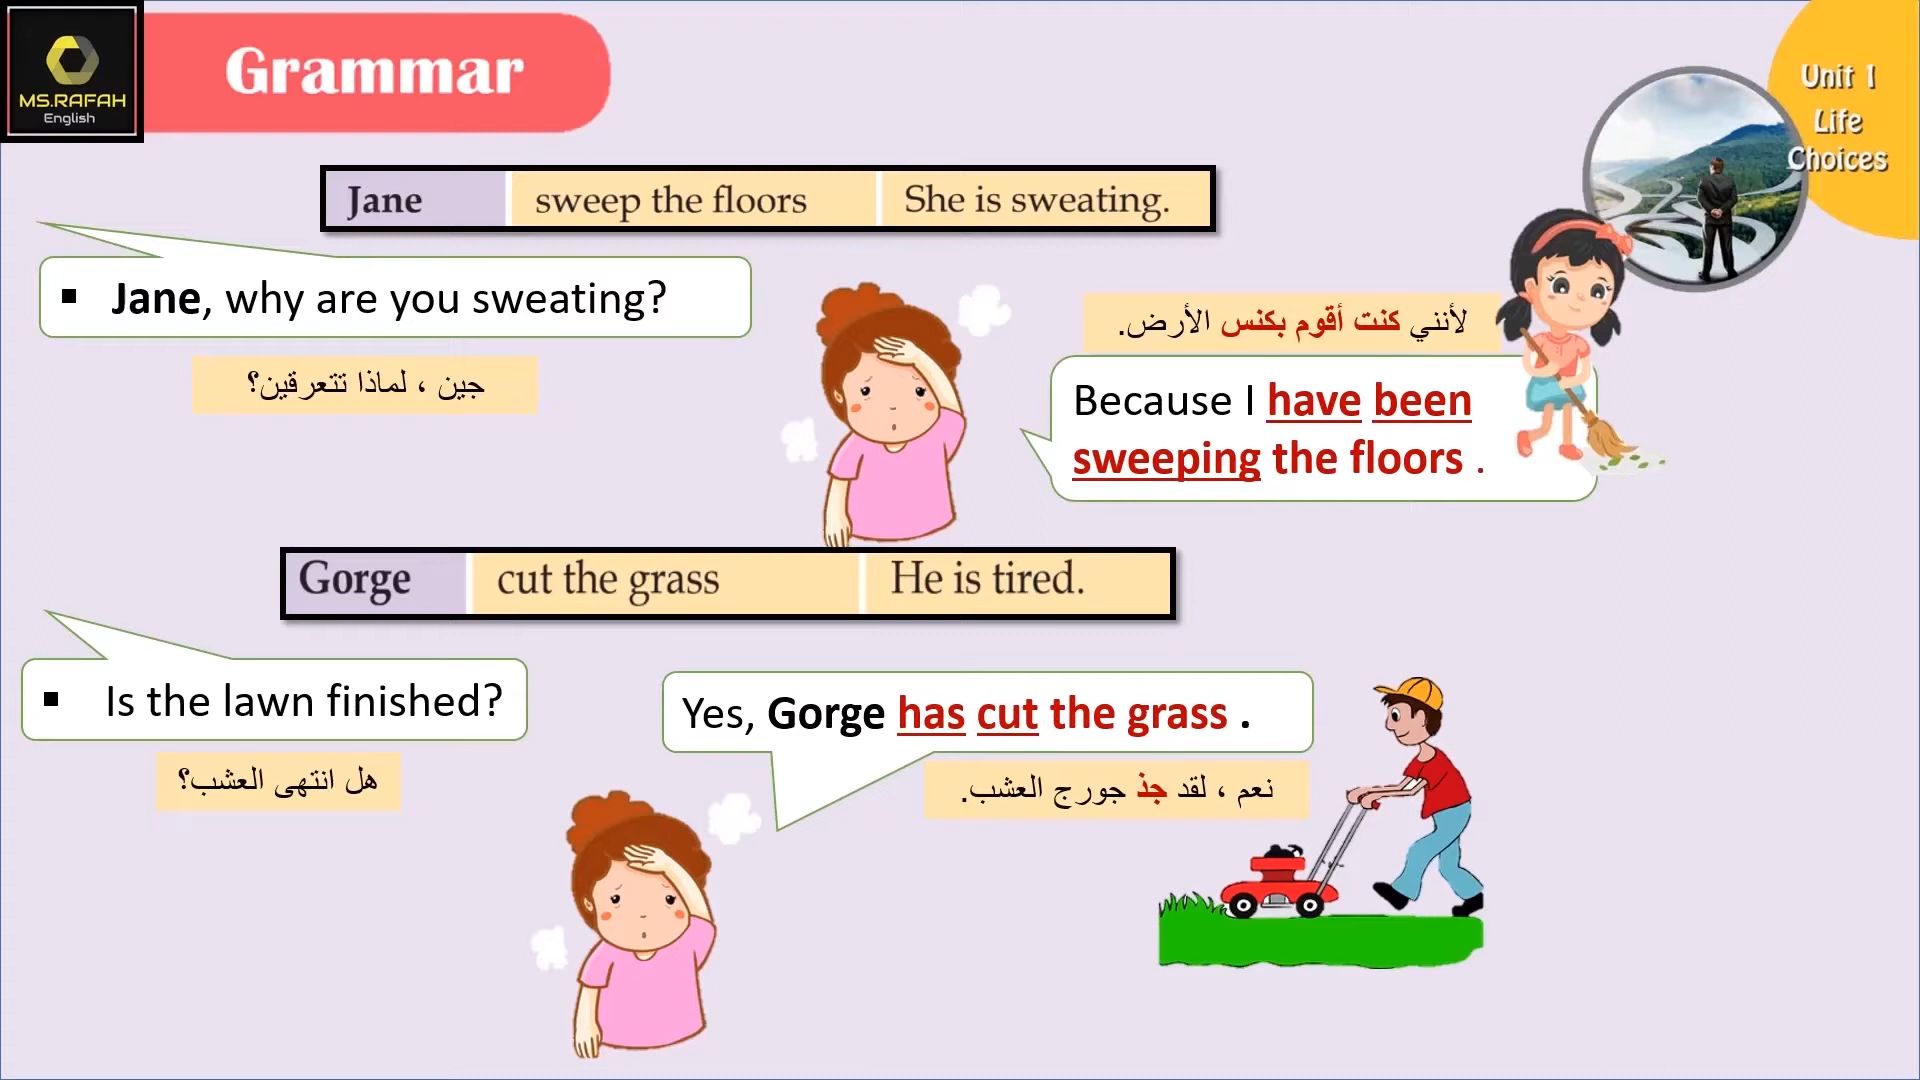 MS.RAFAH
English
Grammar
Unit 1
Life
Choices
Jane sweep the floors She is sweating.
▪ Jane, why are you sweating?
جين ، لماذا تتعرقين؟
لأنني كنت أقوم بكنس الأرض.
Because I have been
sweeping the floors .
Gorge cut the grass He is tired.
▪ Is the lawn finished?
هل انتهى العشب؟
Yes, Gorge has cut the grass .
نعم ، لقد جذ جورج العشب.